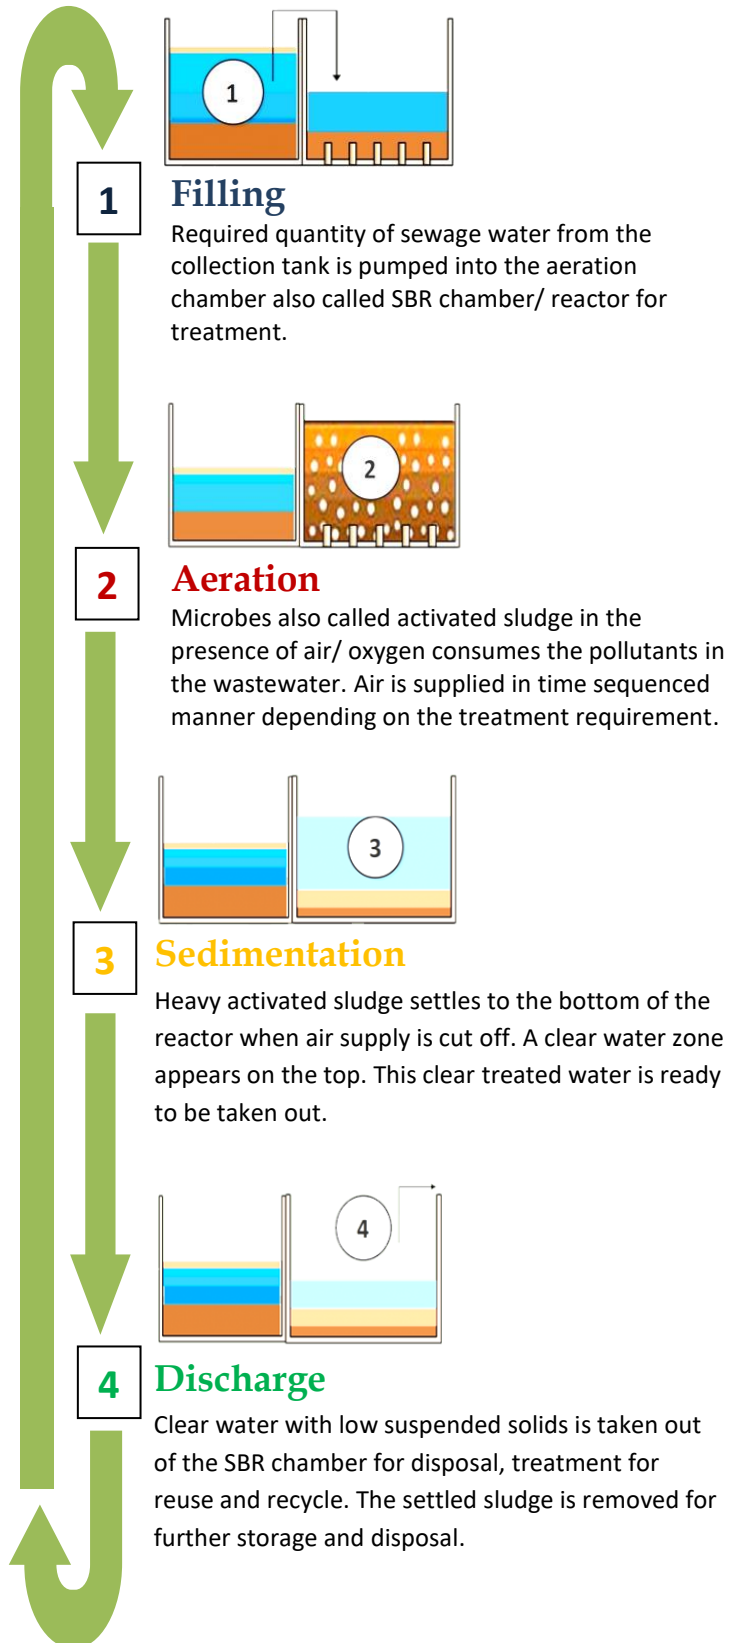 1
1
Filling
Required quantity of sewage water from the
collection tank is pumped into the aeration
chamber also called SBR chamber/ reactor for
treatment.
2
2
Aeration
Microbes also called activated sludge in the
presence of air/ oxygen consumes the pollutants in
the wastewater. Air is supplied in time sequenced
manner depending on the treatment requirement.
3
3
Sedimentation
Heavy activated sludge settles to the bottom of the
reactor when air supply is cut off. A clear water zone
appears on the top. This clear treated water is ready
to be taken out.
4
4
Discharge
Clear water with low suspended solids is taken out
of the SBR chamber for disposal, treatment for
reuse and recycle. The settled sludge is removed for
further storage and disposal.